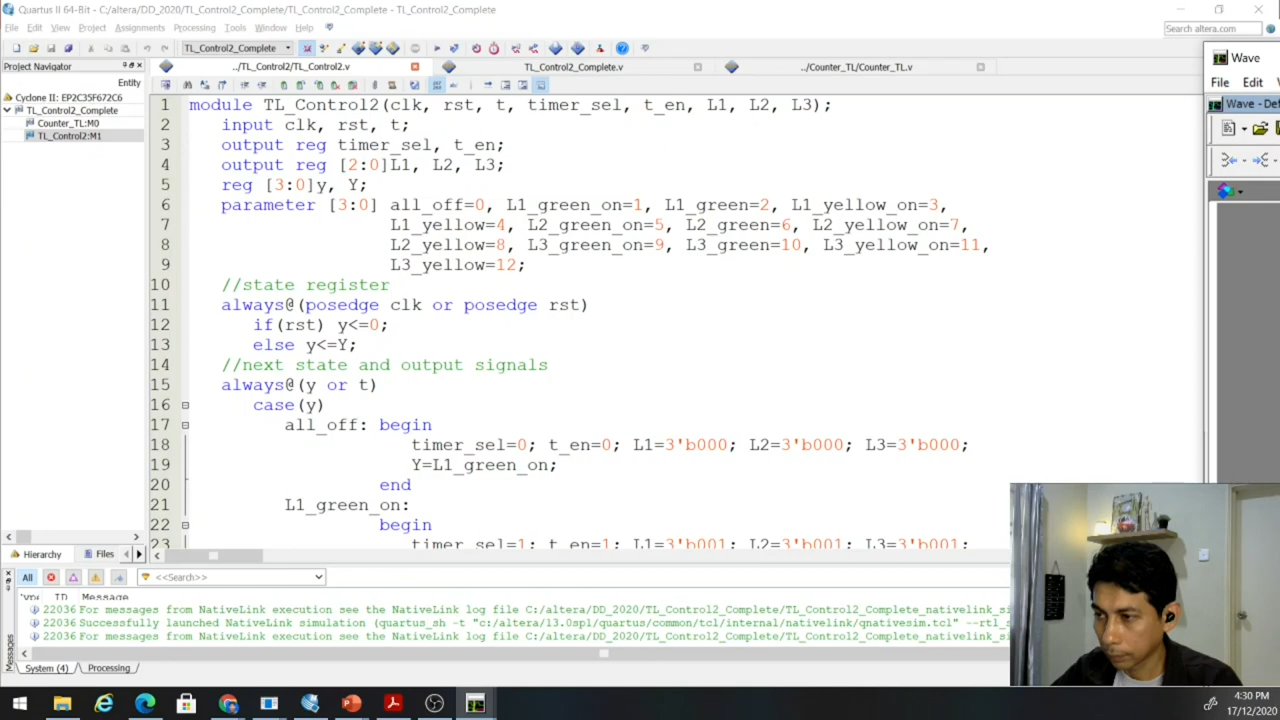 Quartus II 64-Bit - C:/altera/DD_2020/TL_Control2_Complete/TL_Control2_Complete - TL_Control2_Complete
File Edit View Project Assignments Processing Tools Window Help
Search altera.com
TL_Control2_Complete
Project Navigator
../TL_Control2/TL_Control2.v
TL_Control2_Complete.v
../Counter_TL/Counter_TL.v
Entity
Cyclone II: EP2C35F672C6
TL_Control2_Complete
Counter_TL:M0
TL_Control2:M1
Wave
File Edit
Wave - Def
1 module TL_Control2(clk, rst, t, timer_sel, t_en, L1, L2, L3);
2 input clk, rst, t;
3 output reg timer_sel, t_en;
4 output reg [2:0]L1, L2, L3;
5 reg [3:0]y, Y;
6 parameter [3:0] all_off=0, L1_green_on=1, L1_green=2, L1_yellow_on=3,
7 L1_yellow=4, L2_green_on=5, L2_green=6, L2_yellow_on=7,
8 L2_yellow=8, L3_green_on=9, L3_green=10, L3_yellow_on=11,
9 L3_yellow=12;
10 //state register
11 always@(posedge clk or posedge rst)
12 if(rst) y<=0;
13 else y<=Y;
14 //next state and output signals
15 always@(y or t)
16 case(y)
17 all_off: begin
18 timer_sel=0; t_en=0; L1=3'b000; L2=3'b000; L3=3'b000;
19 Y=L1_green_on;
20 end
21 L1_green_on:
22 begin
23 timer_sel=1; t_en=1; L1=3'b001; L2=3'b001; L3=3'b001;
Hierarchy Files
All <<Search>>
ID Message
22036 For messages from NativeLink execution see the NativeLink log file C:/altera/DD_2020/TL_Control2_Complete/TL_Control2_Complete_nativelink_si
22036 Successfully launched NativeLink simulation (quartus_sh -t "c:/altera/13.0sp1/quartus/common/tcl/internal/nativelink/qnativesim.tcl" --rtl_s
22036 For messages from NativeLink execution see the NativeLink log file C:/altera/DD_2020/TL_Control2_Complete/TL_Control2_Complete_nativelink_si
Messages
System (4) Processing
4:30 PM
17/12/2020